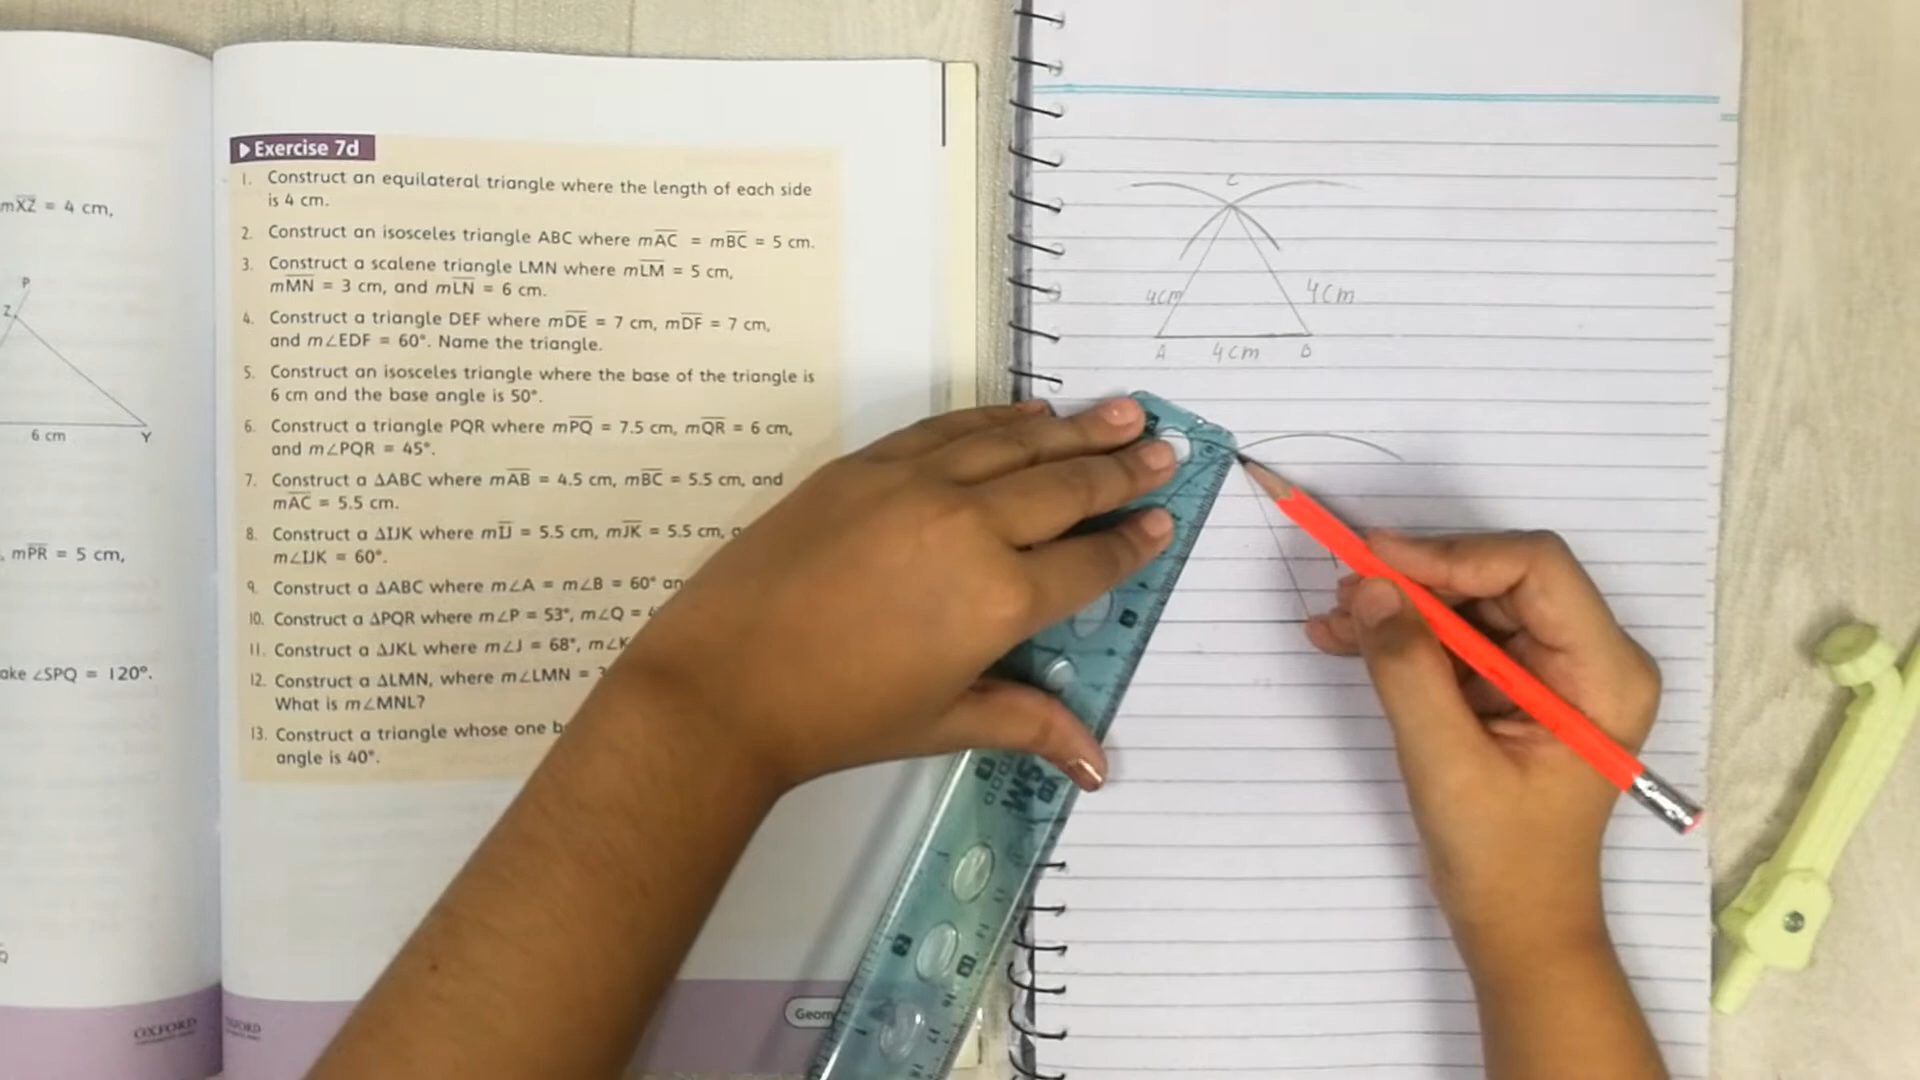 mXZ = 4 cm,
P
Z
6 cm
Y
mPR = 5 cm,
ake ∠SPQ = 120°.
OXFORD
Exercise 7d
1. Construct an equilateral triangle where the length of each side
is 4 cm.
2. Construct an isosceles triangle ABC where mAC = mBC = 5 cm.
3. Construct a scalene triangle LMN where mLM = 5 cm,
mMN = 3 cm, and mLN = 6 cm.
4. Construct a triangle DEF where mDE = 7 cm, mDF = 7 cm,
and m∠EDF = 60°. Name the triangle.
5. Construct an isosceles triangle where the base of the triangle is
6 cm and the base angle is 50°.
6. Construct a triangle PQR where mPQ = 7.5 cm, mQR = 6 cm,
and m∠PQR = 45°.
7. Construct a ΔABC where mAB = 4.5 cm, mBC = 5.5 cm, and
mAC = 5.5 cm.
8. Construct a ΔIJK where mIJ = 5.5 cm, mJK = 5.5 cm,
m∠IJK = 60°.
9. Construct a ΔABC where m∠A = m∠B = 60° an
10. Construct a ΔPQR where m∠P = 53°, m∠Q =
11. Construct a ΔJKL where m∠J = 68°, m∠K
12. Construct a ΔLMN, where m∠LMN = 3
What is m∠MNL?
13. Construct a triangle whose one b
angle is 40°.
Geom
C
4cm
4cm
A 4cm B